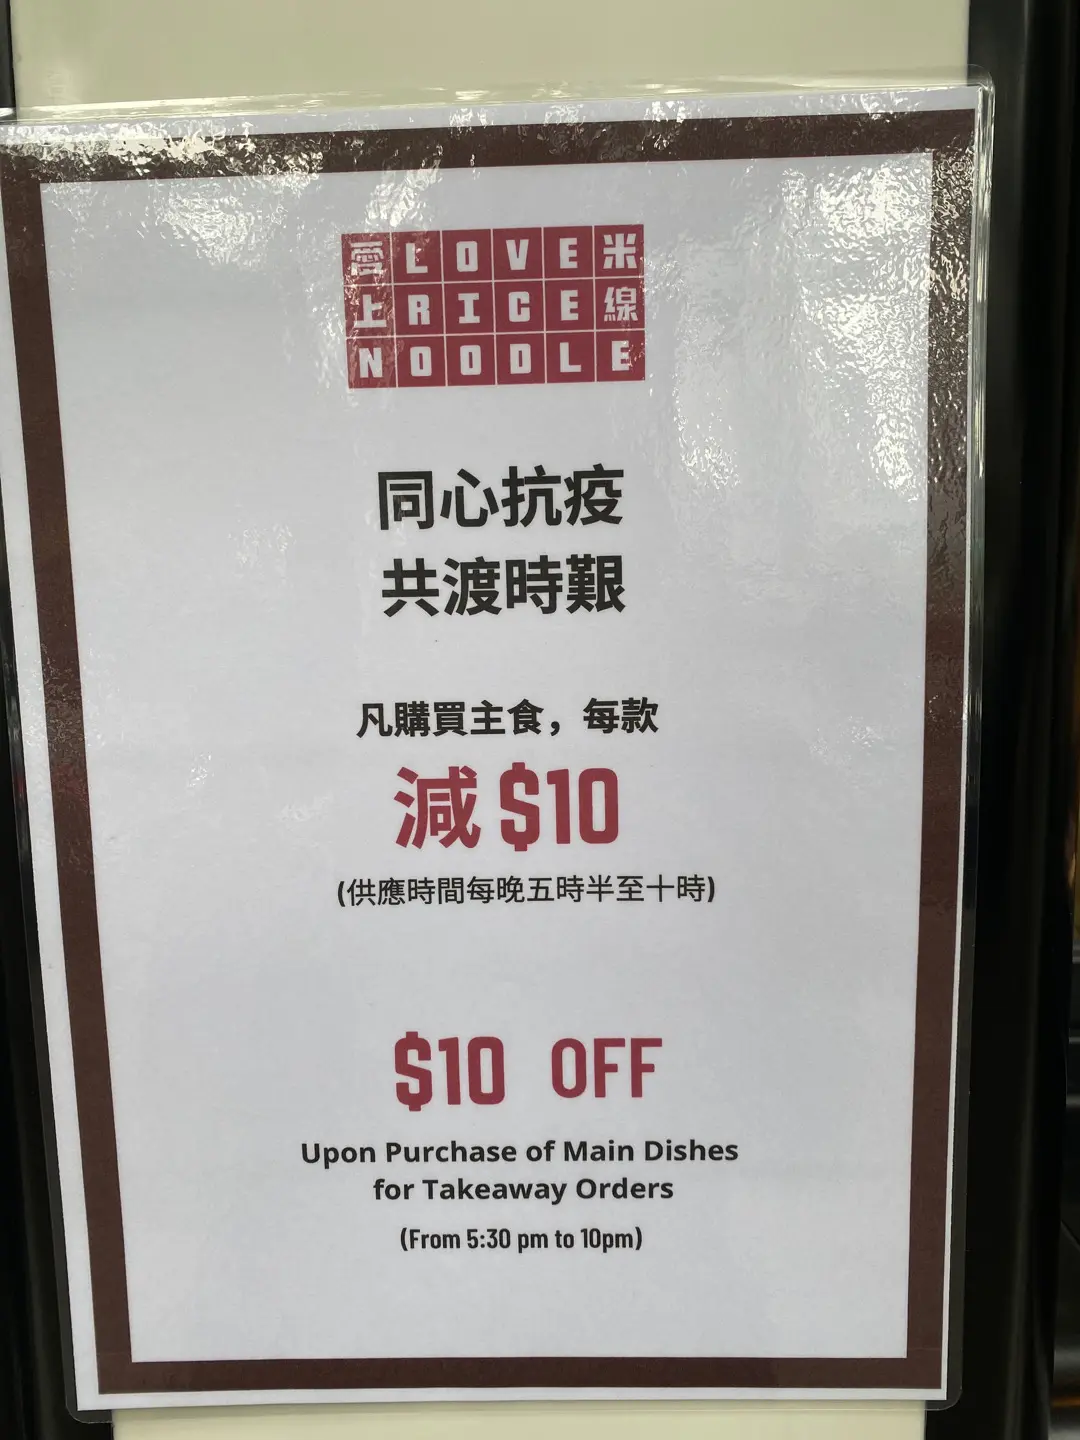 愛LOVE米
上RICE線
NOODLE
同心抗疫
共渡時艱
凡購買主食，每款
減$10
(供應時間每晚五時半至十時)
$10 OFF
Upon Purchase of Main Dishes
for Takeaway Orders
(From 5:30 pm to 10pm)